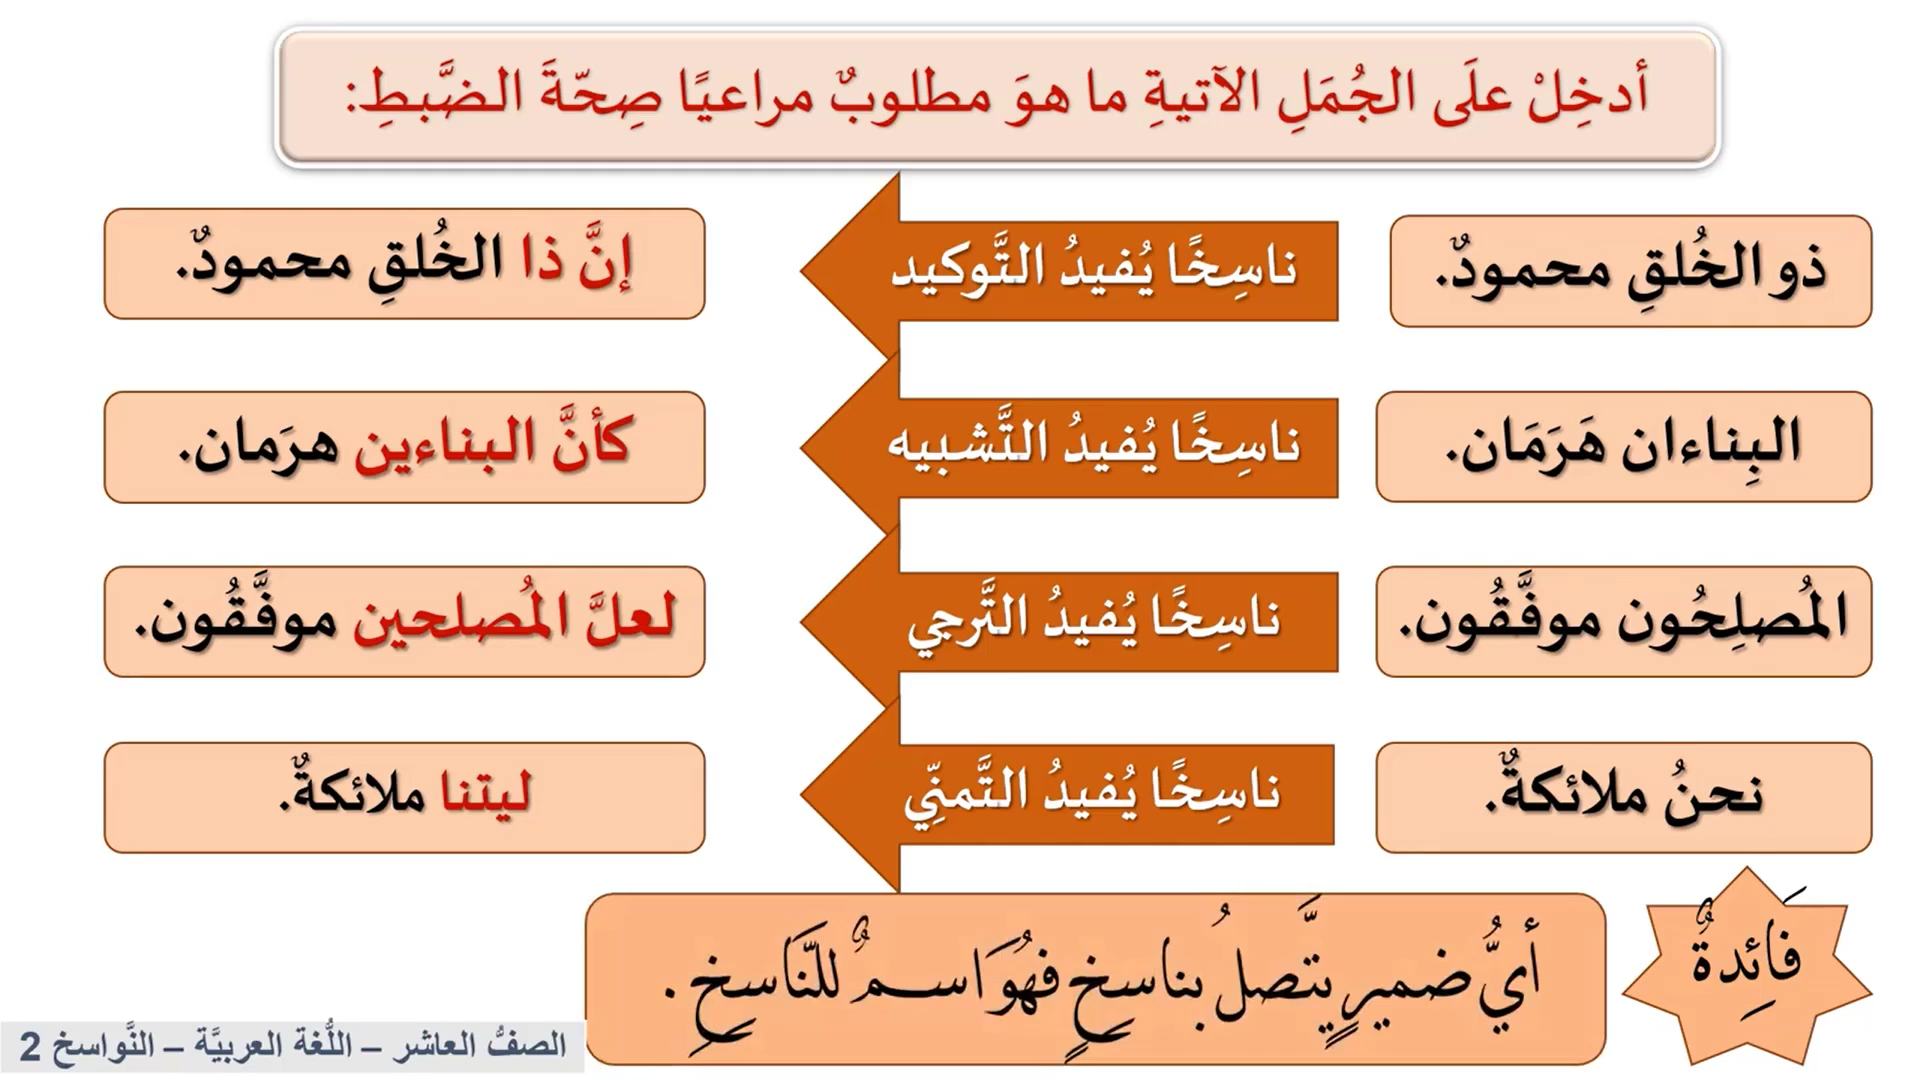 أدخِلْ علَى الجُمَلِ الآتيةِ ما هوَ مطلوبٌ مراعيًا صِحّةَ الضَّبطِ:
ذو الخُلقِ محمودٌ.
ناسِخًا يُفيدُ التَّوكيد
إنَّ ذا الخُلقِ محمودٌ.
البِناءان هَرَمَان.
ناسِخًا يُفيدُ التَّشبيه
كأنَّ البناءين هرَمان.
المُصلِحُون موفَّقُون.
ناسِخًا يُفيدُ التَّرجي
لعلَّ المُصلحين موفَّقُون.
نحنُ ملائكةٌ.
ناسِخًا يُفيدُ التَّمنِّي
ليتنا ملائكةٌ.
فَائِدةٌ
أيُّ ضميرٍ يتَّصلُ بناسخٍ فهُوَ اسمٌ للنَّاسخِ.
الصفُّ العاشر – اللُّغة العربيَّة – النَّواسخ 2